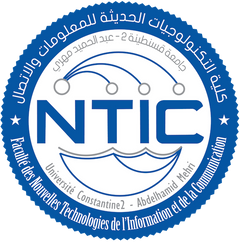 كلية التكنولوجيات الحديثة للمعلومات والاتصال
جامعة قسنطينة 2 - عبد الحميد مهري
NTIC
Université Constantine2 - Abdelhamid Mehri
Faculté des Nouvelles Technologies de l'Information et de la Communication